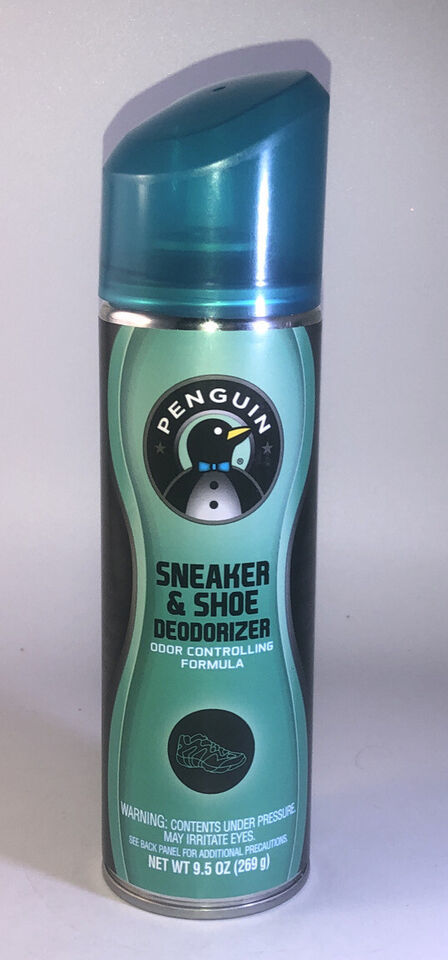 PENGUIN
®
SNEAKER
& SHOE
DEODORIZER
ODOR CONTROLLING
FORMULA
WARNING: CONTENTS UNDER PRESSURE.
MAY IRRITATE EYES.
SEE BACK PANEL FOR ADDITIONAL PRECAUTIONS.
NET WT 9.5 OZ (269 g)